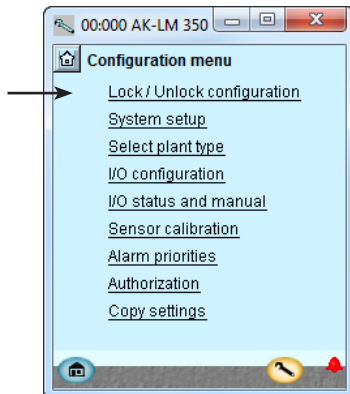 00:000 AK-LM 350
Configuration menu
Lock / Unlock configuration
System setup
Select plant type
I/O configuration
I/O status and manual
Sensor calibration
Alarm priorities
Authorization
Copy settings